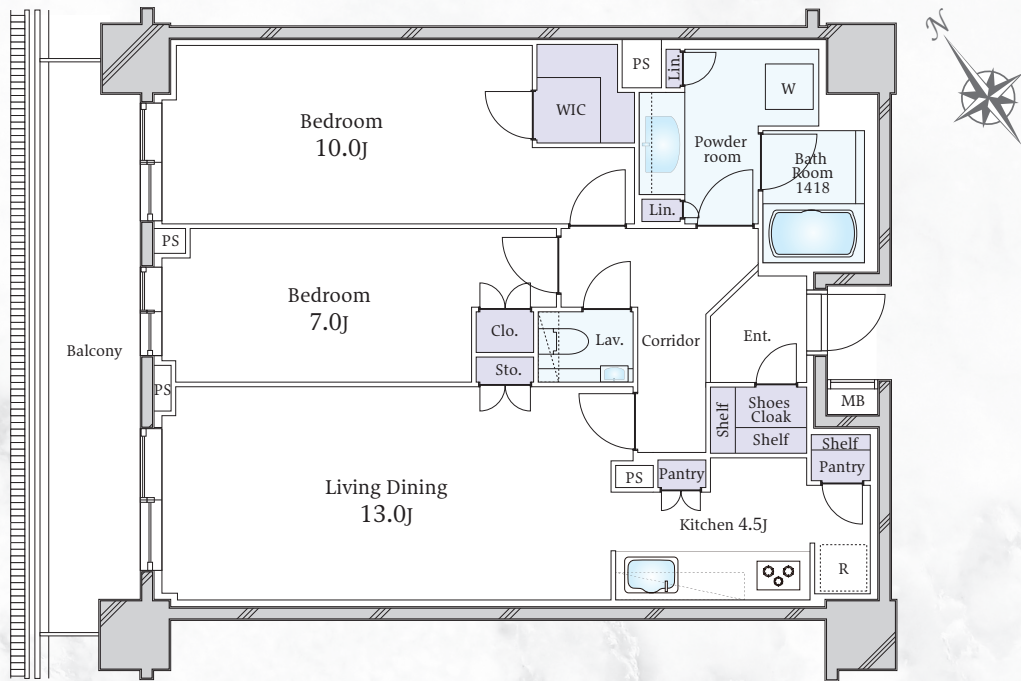 N
PS
Lin.
W
Bedroom
10.0J
WIC
Powder
room
Bath
Room
1418
Lin.
PS
Bedroom
7.0J
Clo.
Lav.
Corridor
Ent.
Balcony
Sto.
PS
MB
Shelf
Shoes
Cloak
Shelf
Shelf
Pantry
PS
Pantry
Living Dining
13.0J
Kitchen 4.5J
R